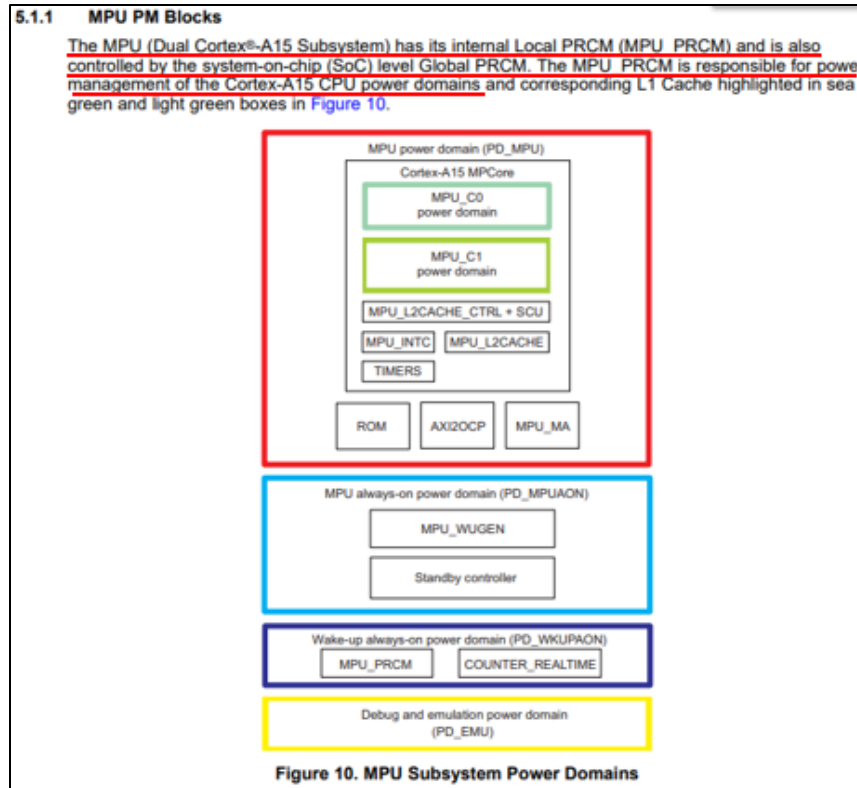 5.1.1 MPU PM Blocks
The MPU (Dual Cortex®-A15 Subsystem) has its internal Local PRCM (MPU_PRCM) and is also
controlled by the system-on-chip (SoC) level Global PRCM. The MPU_PRCM is responsible for powe
management of the Cortex-A15 CPU power domains and corresponding L1 Cache highlighted in sea
green and light green boxes in Figure 10.
MPU power domain (PD_MPU)
Cortex-A15 MPCore
MPU_C0
power domain
MPU_C1
power domain
MPU_L2CACHE_CTRL + SCU
MPU_INTC MPU_L2CACHE
TIMERS
ROM AXI2OCP MPU_MA
MPU always-on power domain (PD_MPUAON)
MPU_WUGEN
Standby controller
Wake-up always-on power domain (PD_WKUPAON)
MPU_PRCM COUNTER_REALTIME
Debug and emulation power domain
(PD_EMU)
Figure 10. MPU Subsystem Power Domains